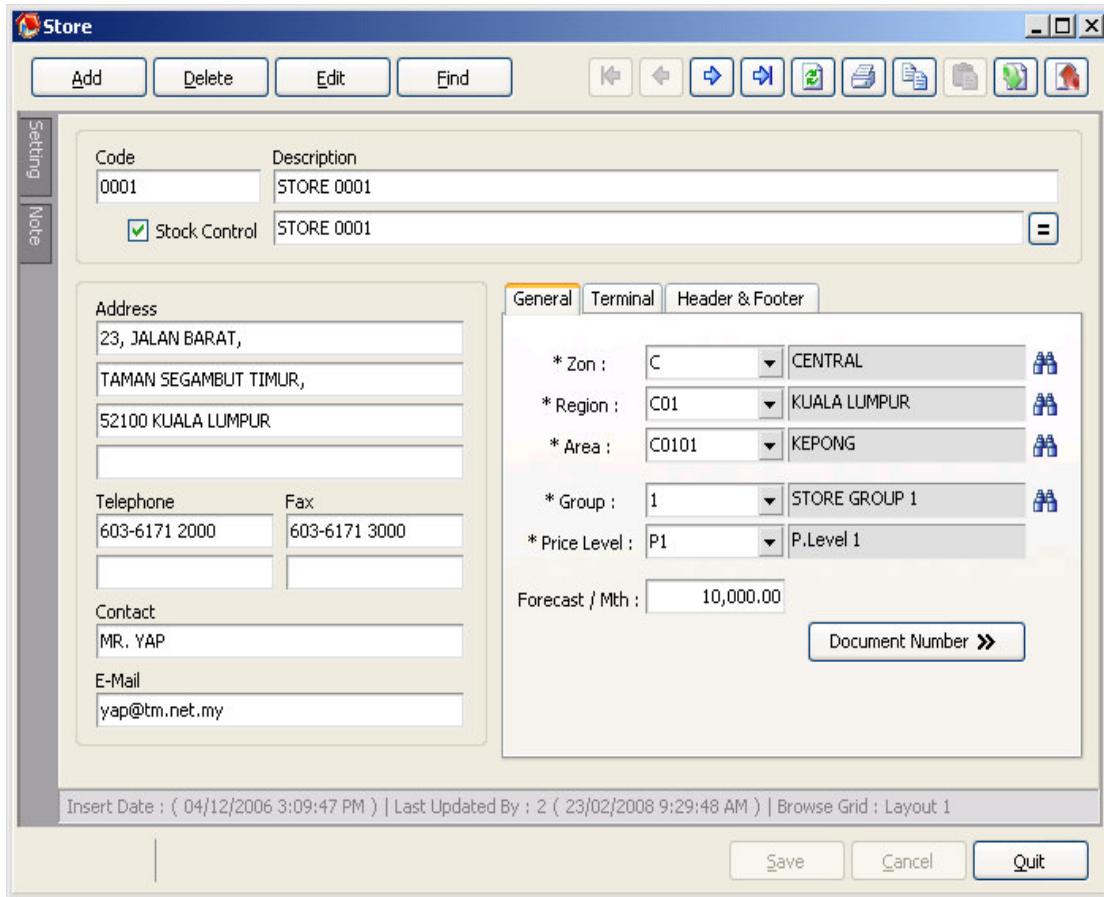 Store
Add Delete Edit Find
Setting
Note
Code Description
0001 STORE 0001
Stock Control STORE 0001 =
Address
23, JALAN BARAT,
TAMAN SEGAMBUT TIMUR,
52100 KUALA LUMPUR
Telephone Fax
603-6171 2000 603-6171 3000
Contact
MR. YAP
E-Mail
yap@tm.net.my
General Terminal Header & Footer
* Zon : C CENTRAL
* Region : C01 KUALA LUMPUR
* Area : C0101 KEPONG
* Group : 1 STORE GROUP 1
* Price Level : P1 P.Level 1
Forecast / Mth : 10,000.00
Document Number »
Insert Date : ( 04/12/2006 3:09:47 PM ) | Last Updated By : 2 ( 23/02/2008 9:29:48 AM ) | Browse Grid : Layout 1
Save Cancel Quit